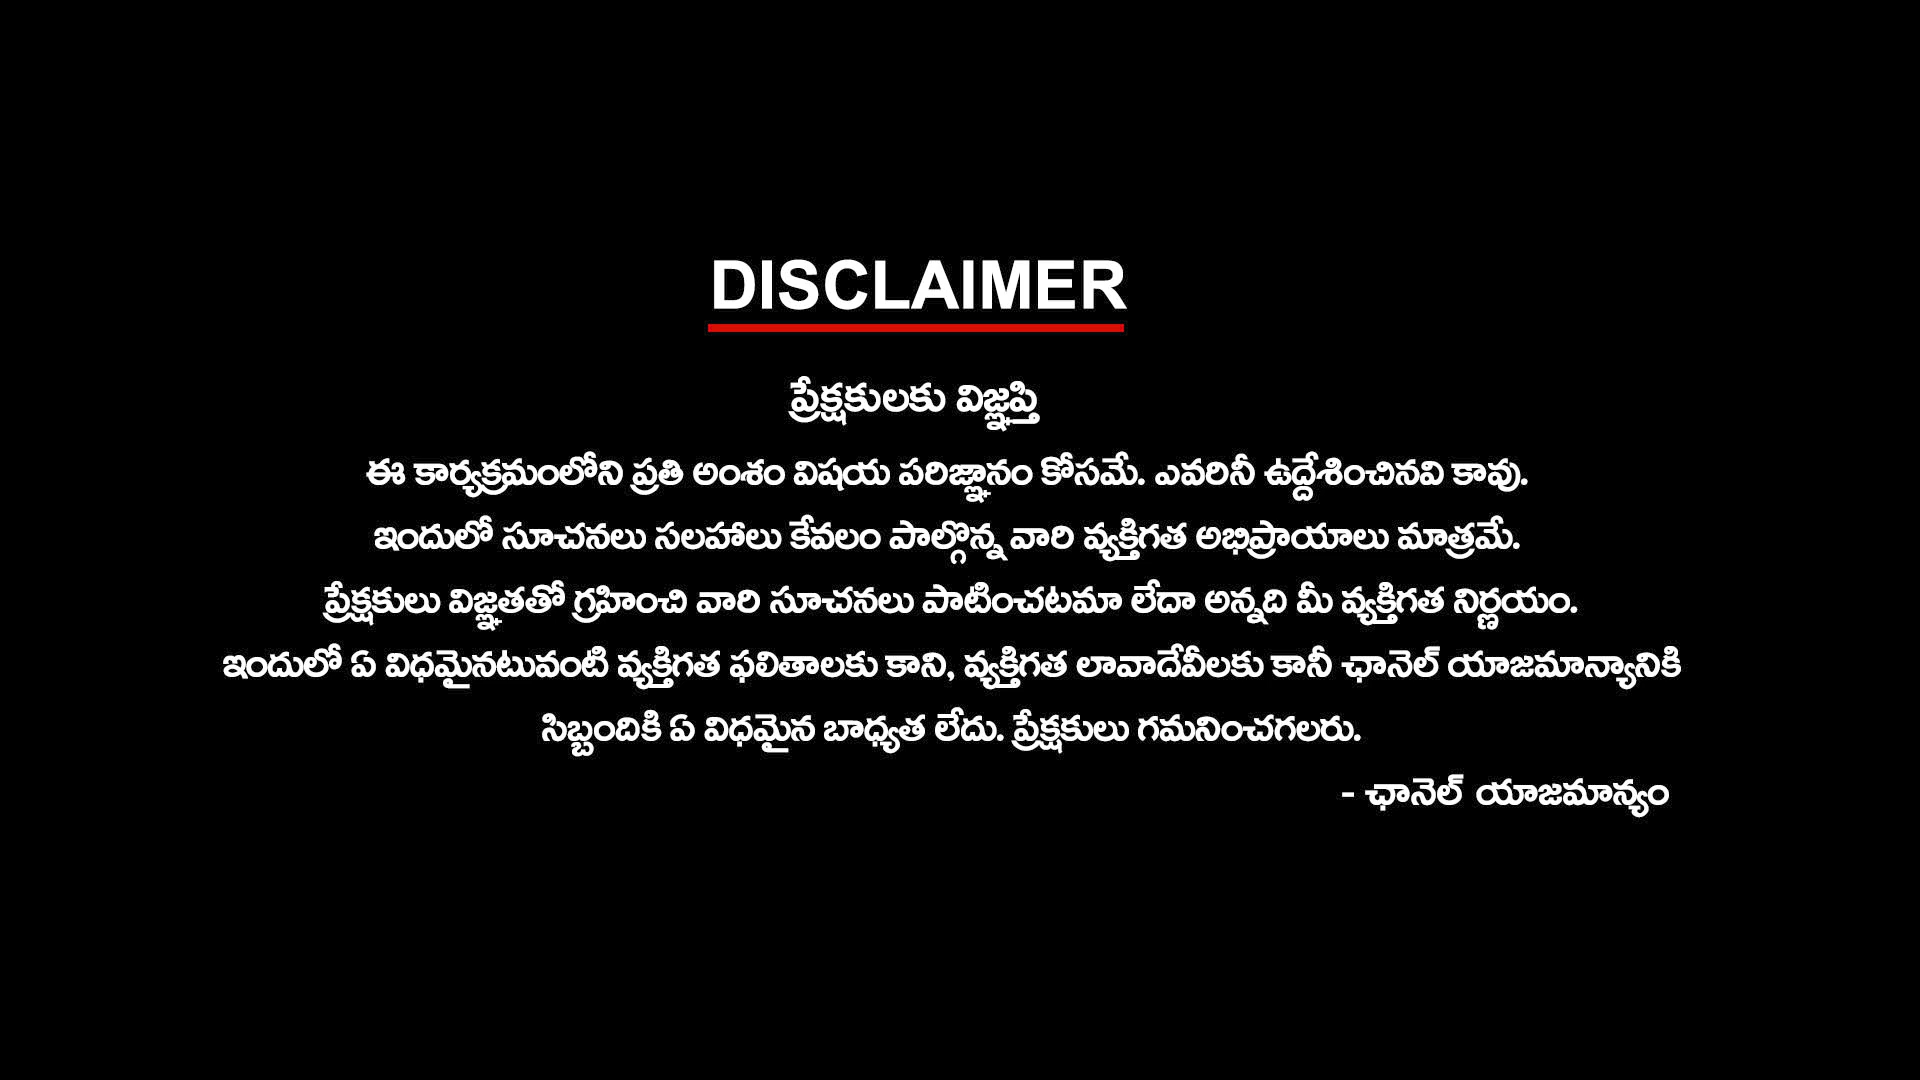 DISCLAIMER
ప్రేక్షకులకు విజ్ఞప్తి
ఈ కార్యక్రమంలోని ప్రతి అంశం విషయ పరిజ్ఞానం కోసమే. ఎవరినీ ఉద్దేశించినవి కావు.
ఇందులో సూచనలు సలహాలు కేవలం పాల్గొన్న వారి వ్యక్తిగత అభిప్రాయాలు మాత్రమే.
ప్రేక్షకులు విజ్ఞతతో గ్రహించి వారి సూచనలు పాటించటమా లేదా అన్నది మీ వ్యక్తిగత నిర్ణయం.
ఇందులో ఏ విధమైనటువంటి వ్యక్తిగత ఫలితాలకు కాని, వ్యక్తిగత లావాదేవీలకు కానీ ఛానెల్ యాజమాన్యానికి
సిబ్బందికి ఏ విధమైన బాధ్యత లేదు. ప్రేక్షకులు గమనించగలరు.
- ఛానెల్ యాజమాన్యం